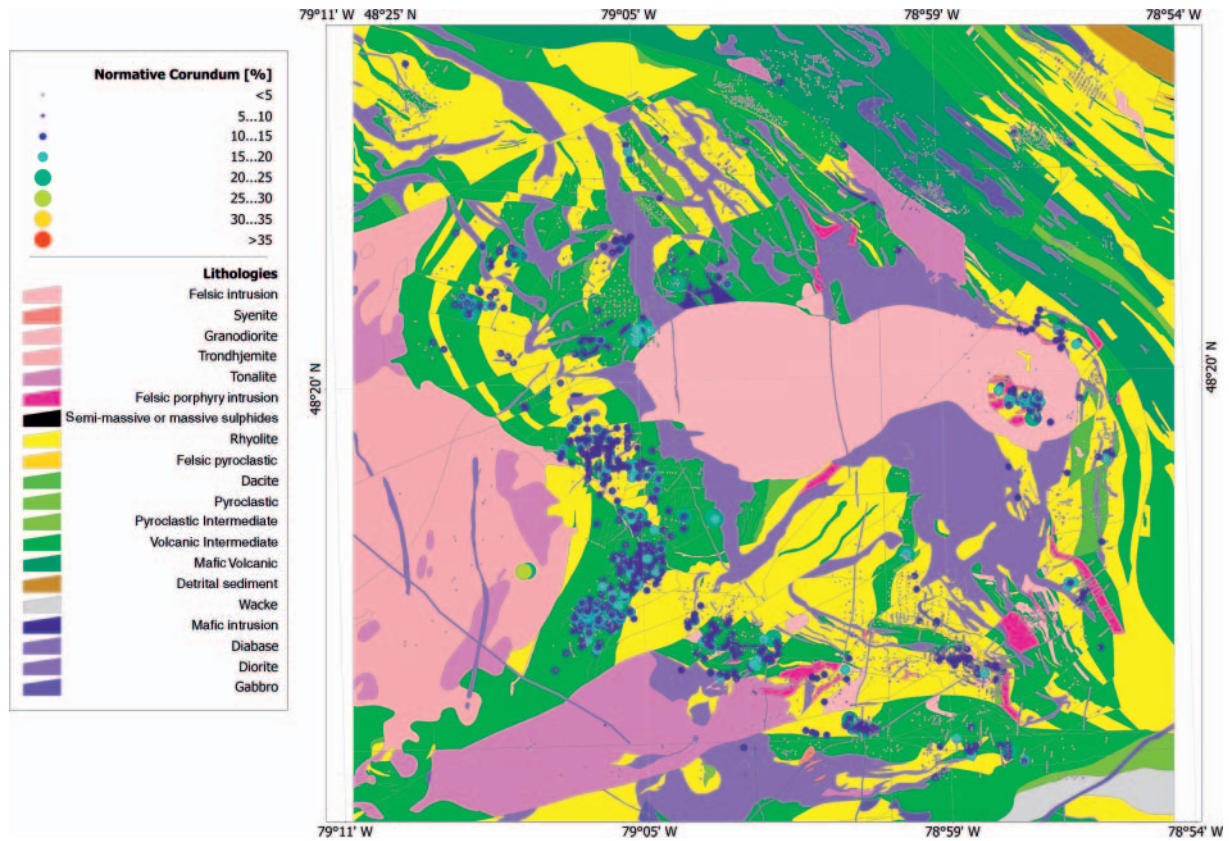 79°11' W 48°25' N 79°05' W 78°59' W 78°54' W
Normative Corundum [%]
<5
5...10
10...15
15...20
20...25
25...30
30...35
>35
Lithologies
Felsic intrusion
Syenite
Granodiorite
Trondhjemite
Tonalite
Felsic porphyry intrusion
Semi-massive or massive sulphides
Rhyolite
Felsic pyroclastic
Dacite
Pyroclastic
Pyroclastic Intermediate
Volcanic Intermediate
Mafic Volcanic
Detrital sediment
Wacke
Mafic intrusion
Diabase
Diorite
Gabbro
48°20' N
48°20' N
79°11' W 79°05' W 78°59' W 78°54' W